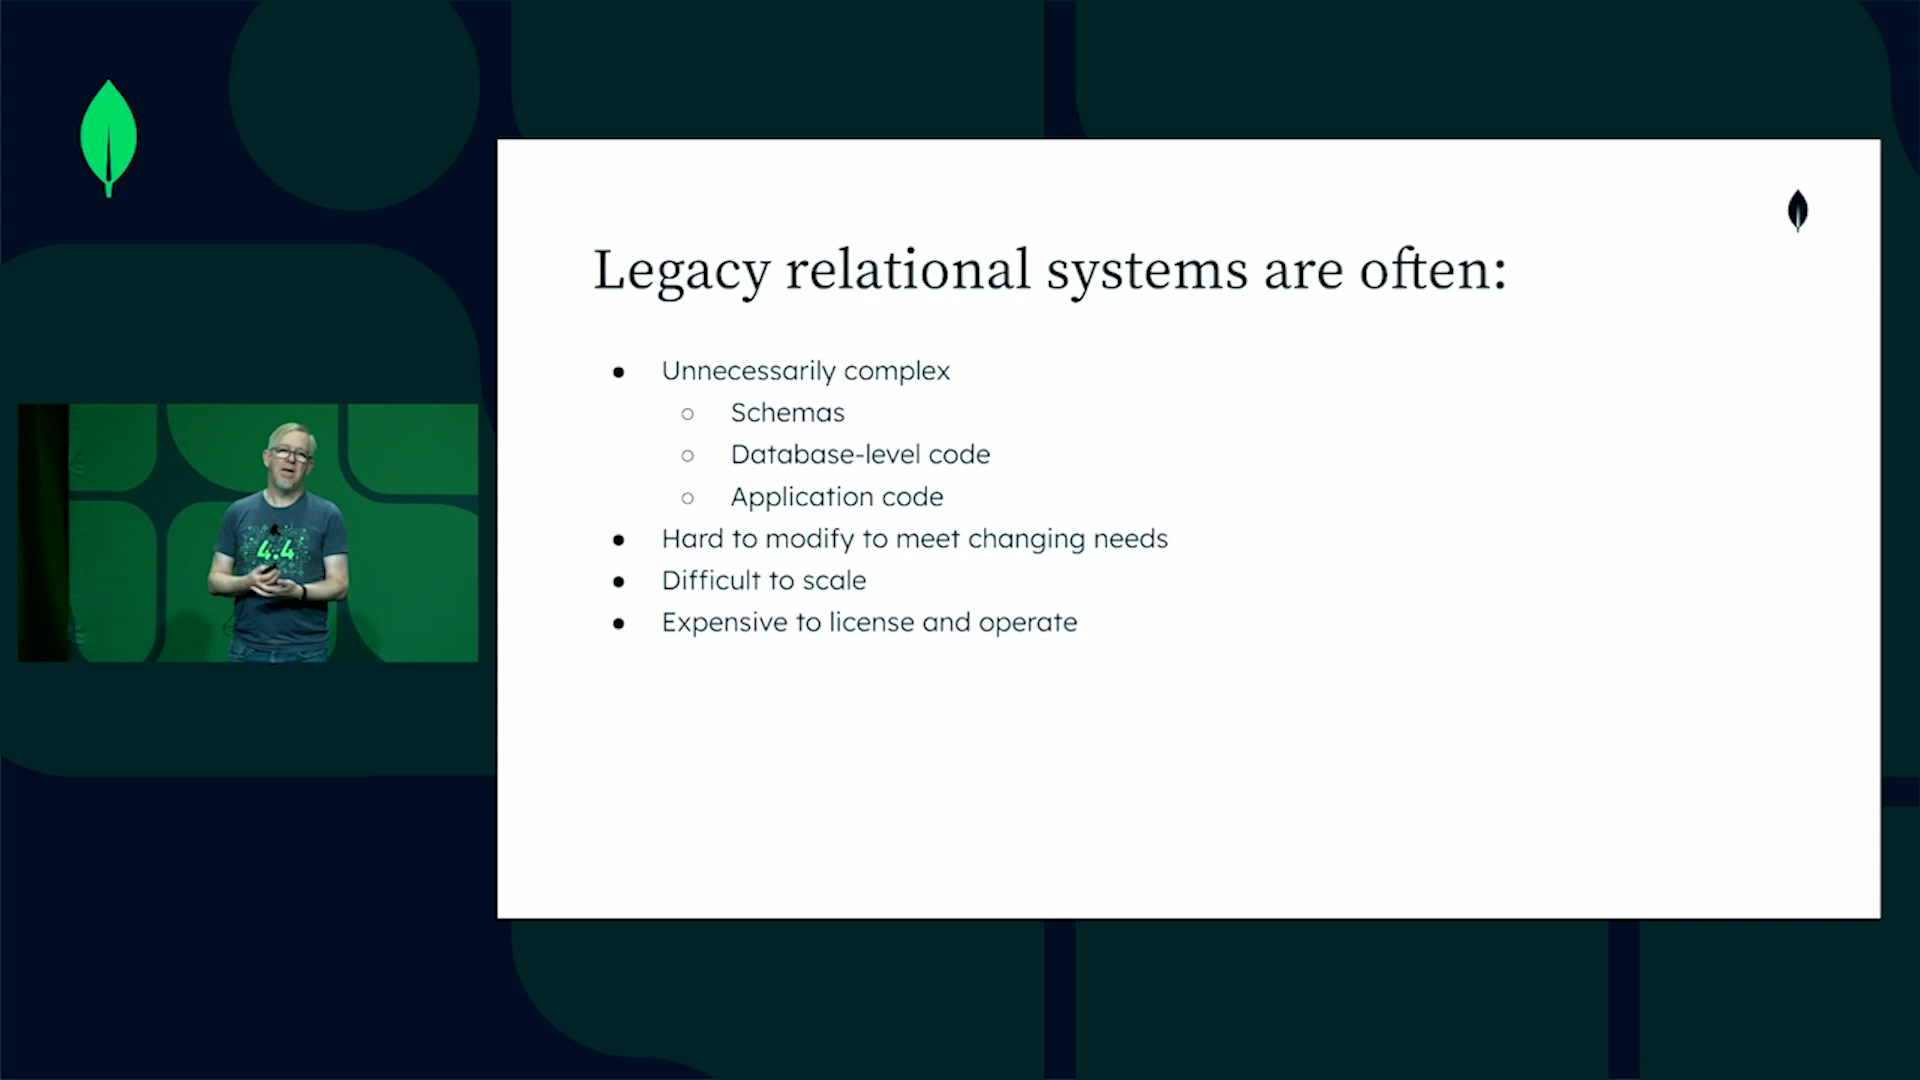 Legacy relational systems are often:
● Unnecessarily complex
○ Schemas
○ Database-level code
○ Application code
● Hard to modify to meet changing needs
● Difficult to scale
● Expensive to license and operate
4.4